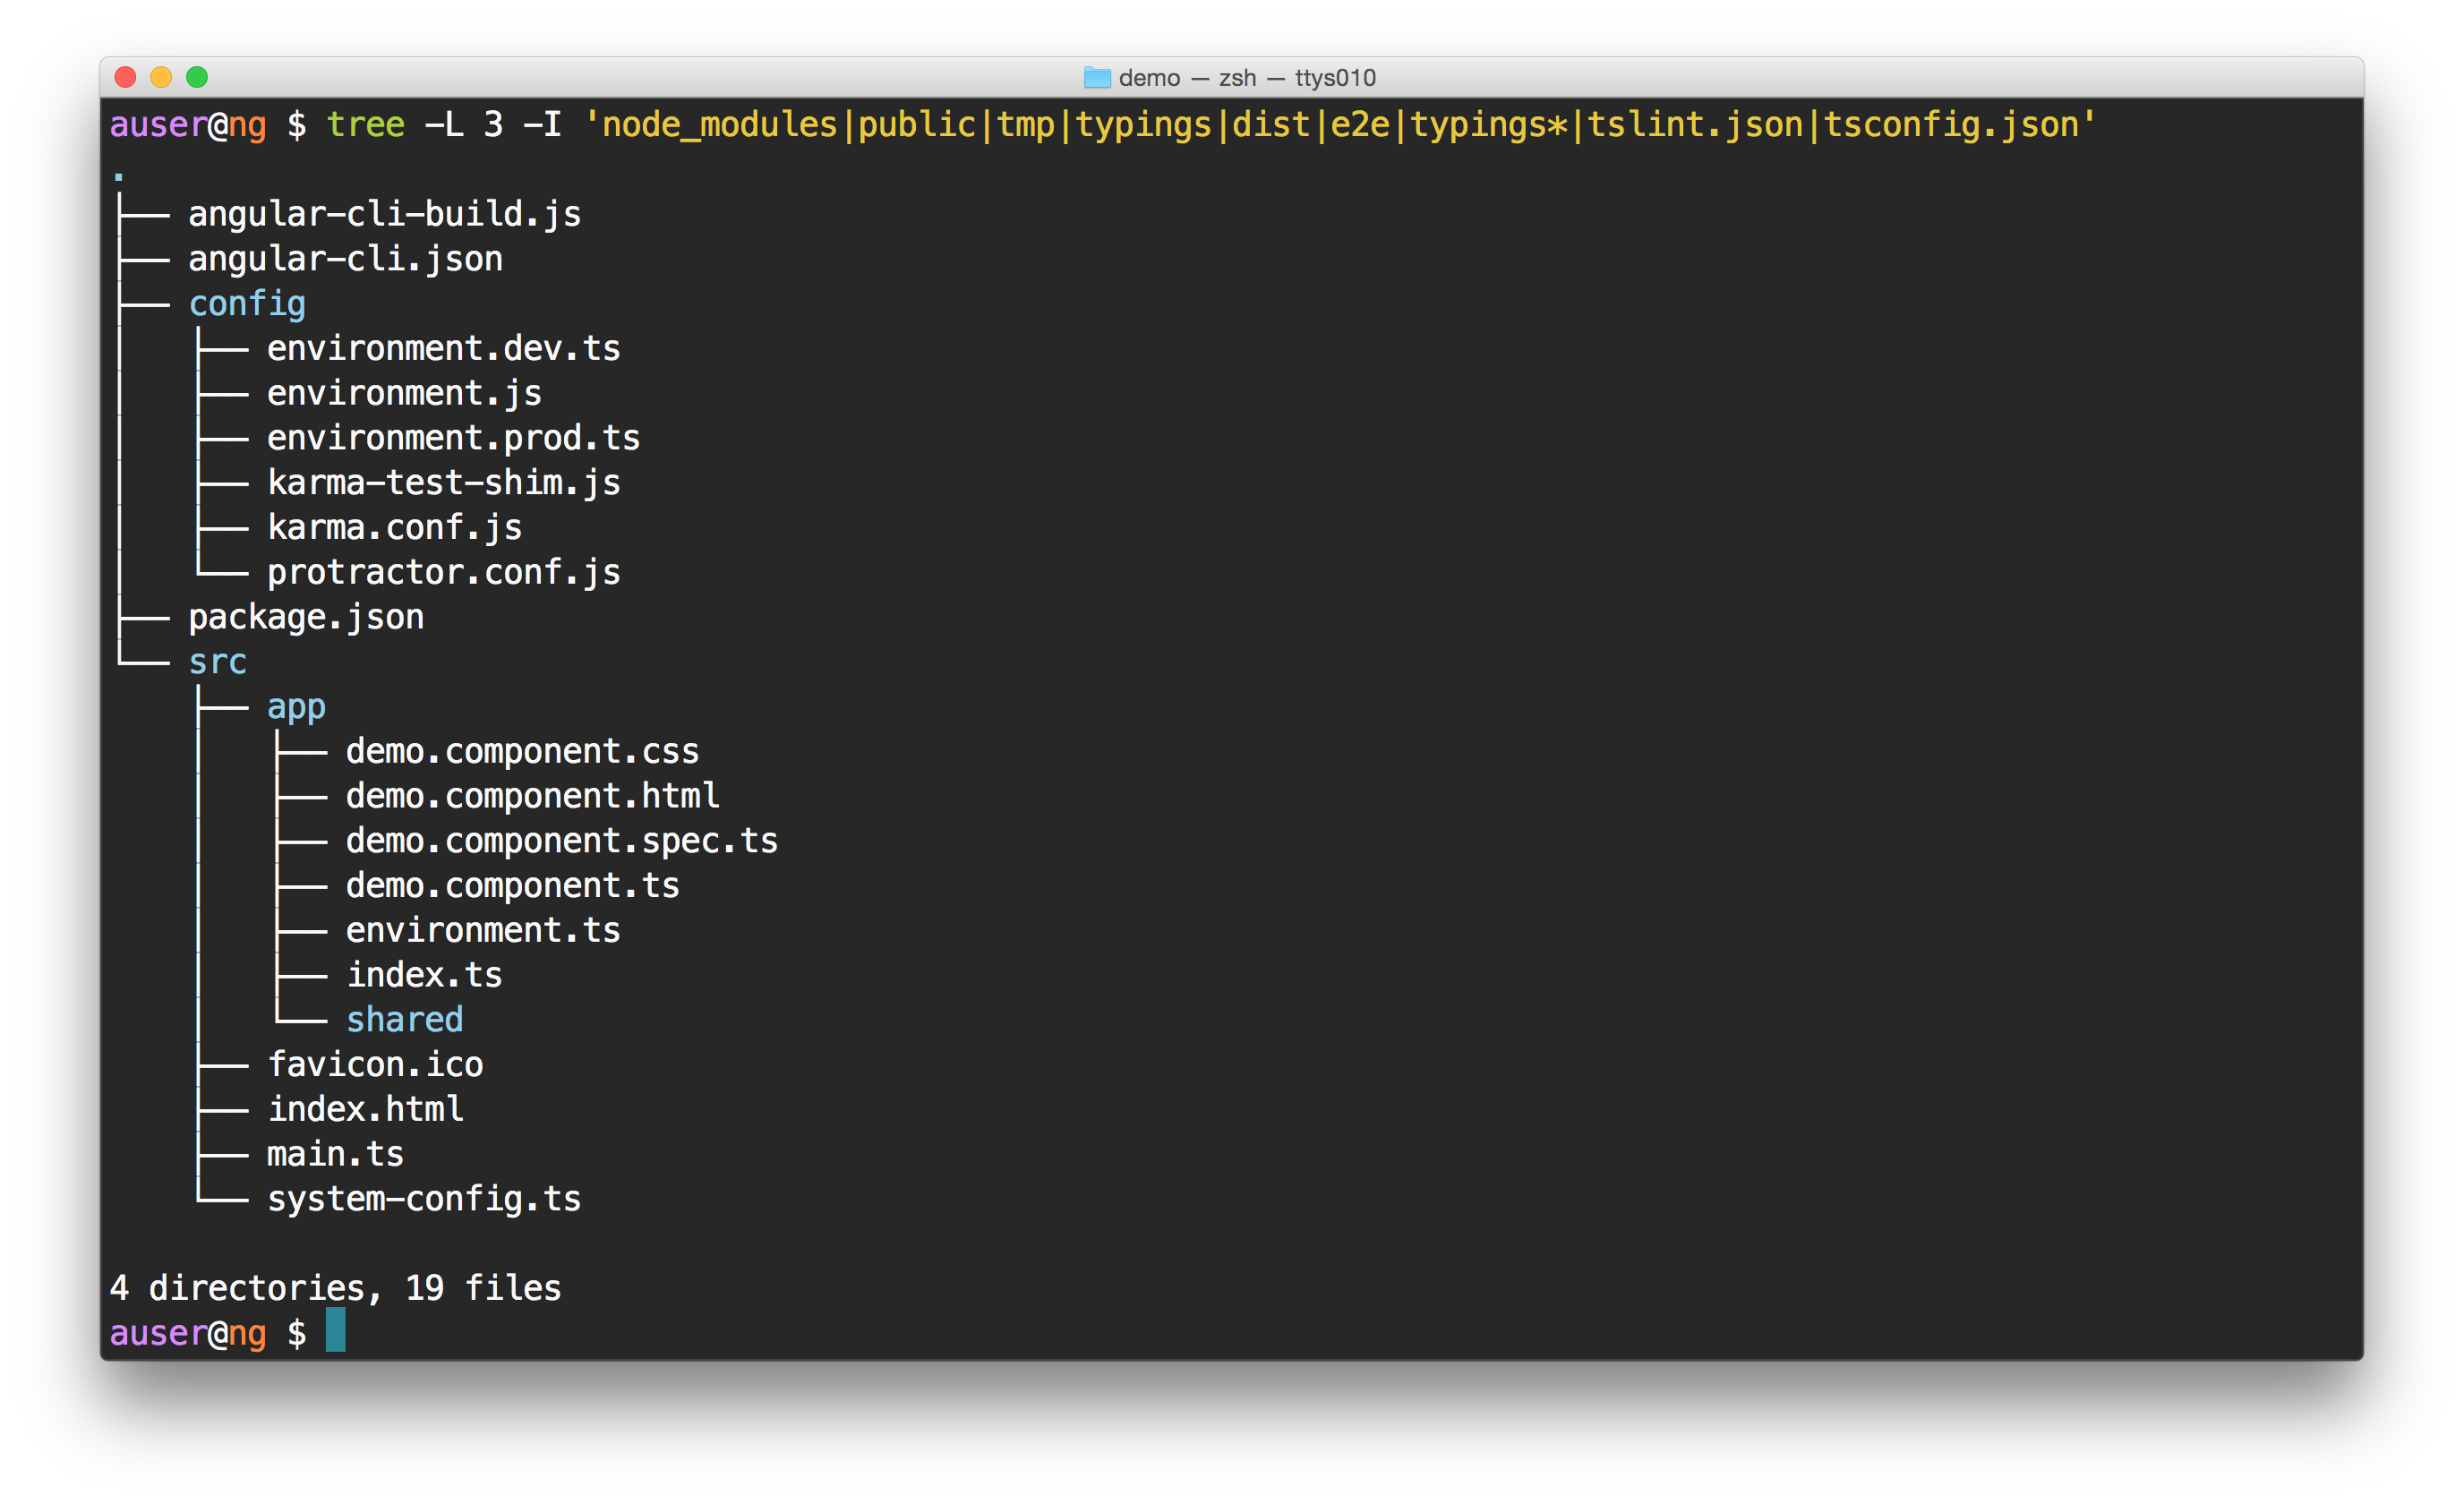 demo — zsh — ttys010
auser@ng $ tree -L 3 -I 'node_modules|public|tmp|typings|dist|e2e|typings*|tslint.json|tsconfig.json'
.
├── angular-cli-build.js
├── angular-cli.json
├── config
│   ├── environment.dev.ts
│   ├── environment.js
│   ├── environment.prod.ts
│   ├── karma-test-shim.js
│   ├── karma.conf.js
│   └── protractor.conf.js
├── package.json
└── src
    ├── app
    │   ├── demo.component.css
    │   ├── demo.component.html
    │   ├── demo.component.spec.ts
    │   ├── demo.component.ts
    │   ├── environment.ts
    │   ├── index.ts
    │   └── shared
    ├── favicon.ico
    ├── index.html
    ├── main.ts
    └── system-config.ts
4 directories, 19 files
auser@ng $